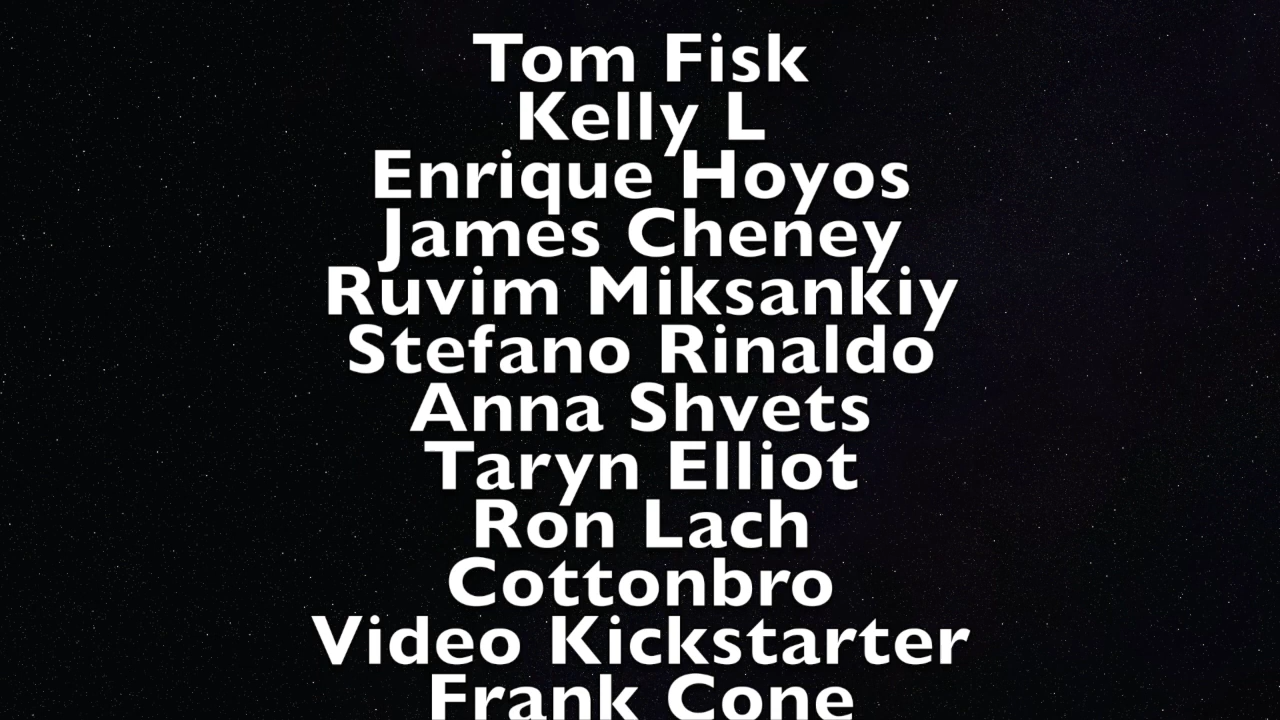 Tom Fisk
Kelly L
Enrique Hoyos
James Cheney
Ruvim Miksankiy
Stefano Rinaldo
Anna Shvets
Taryn Elliot
Ron Lach
Cottonbro
Video Kickstarter
Frank Cone